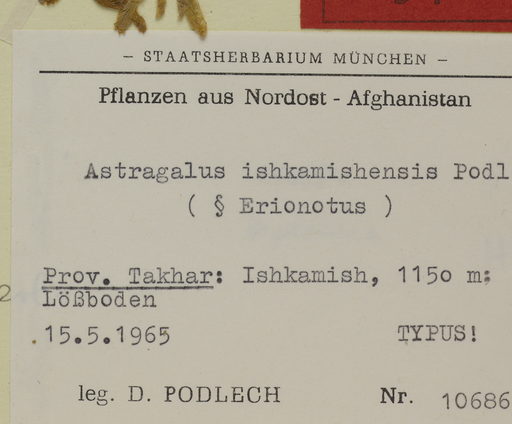 – STAATSHERBARIUM MÜNCHEN –
Pflanzen aus Nordost - Afghanistan
Astragalus ishkamishensis Podl
( § Erionotus )
Prov. Takhar: Ishkamish, 1150 m;
Lößboden
15.5.1965 TYPUS!
leg. D. PODLECH Nr. 10686